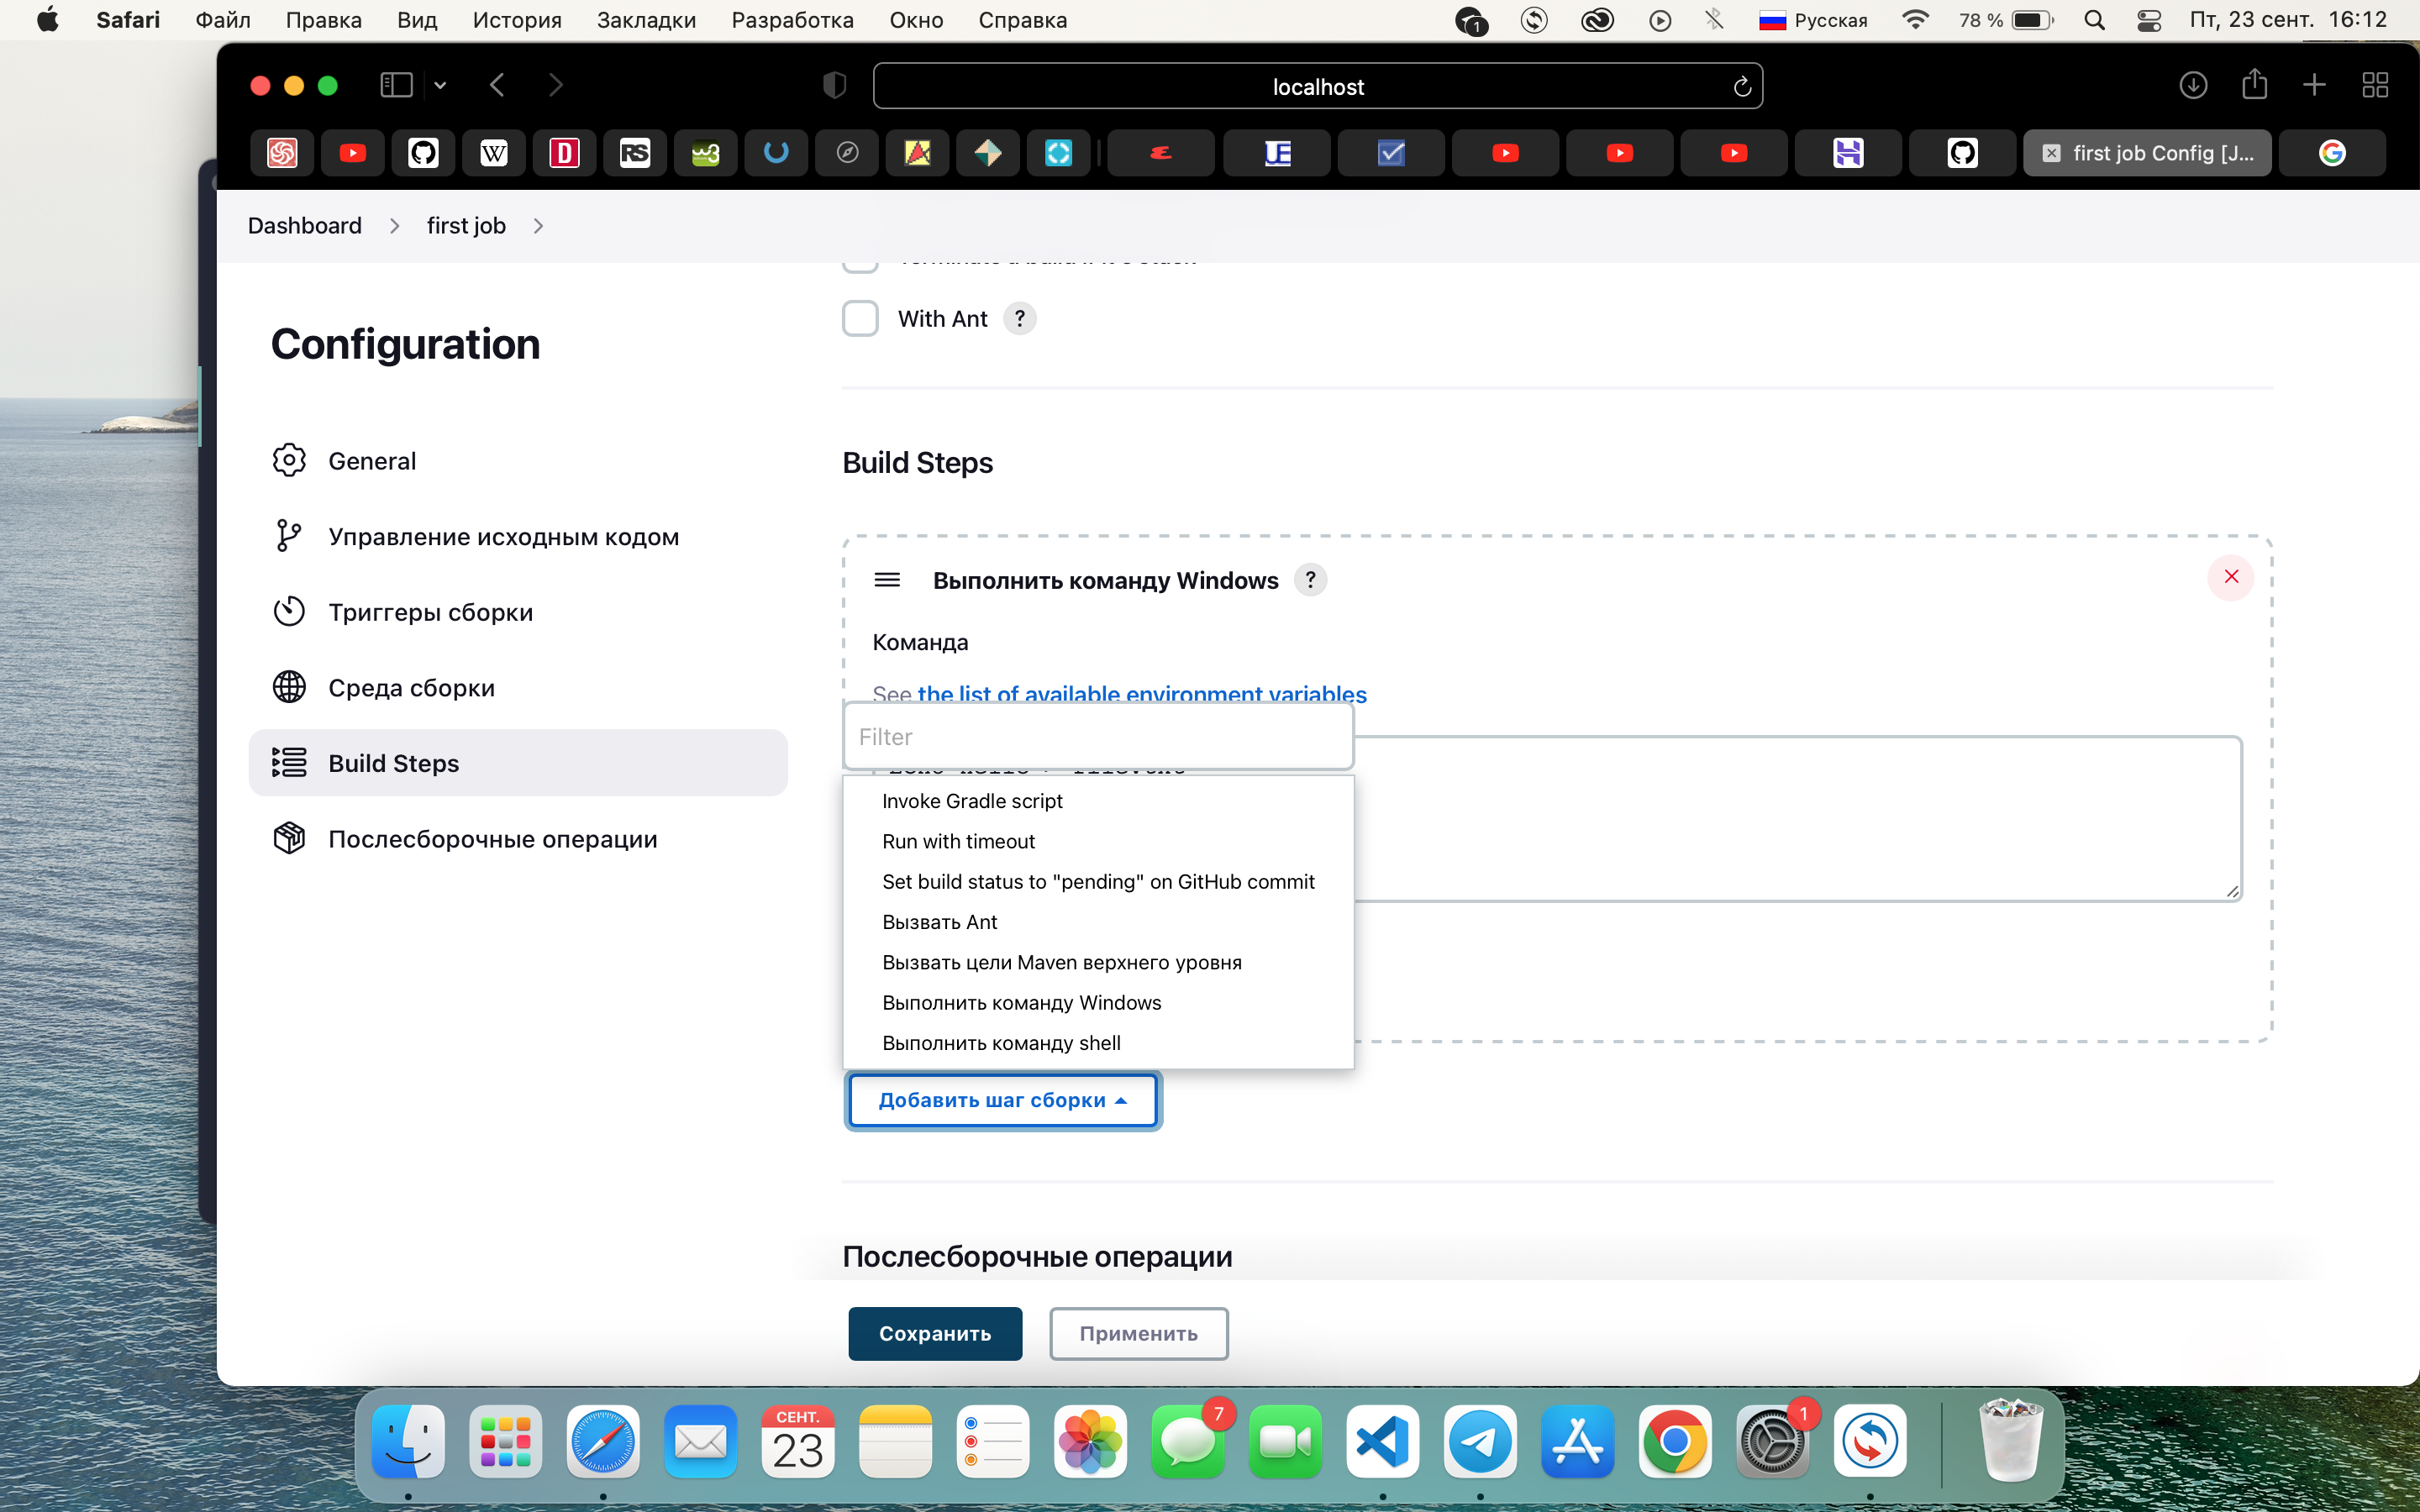 Safari Файл Правка Вид История Закладки Разработка Окно Справка
1 Русская 78 % Пт, 23 сент. 16:12
localhost
first job Config [J...
Dashboard > first job >
With Ant ?
Configuration
General
Управление исходным кодом
Триггеры сборки
Среда сборки
Build Steps
Послесборочные операции
Build Steps
Выполнить команду Windows ?
Команда
See the list of available environment variables
Filter
Invoke Gradle script
Run with timeout
Set build status to "pending" on GitHub commit
Вызвать Ant
Вызвать цели Maven верхнего уровня
Выполнить команду Windows
Выполнить команду shell
Добавить шаг сборки
Послесборочные операции
Сохранить Применить
СЕНТ.
23
7
1